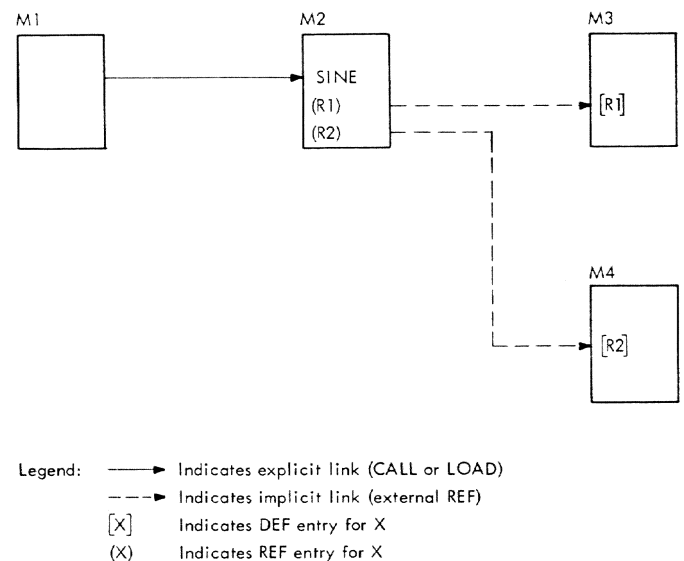 M1
M2
M3
SINE
(R1)
(R2)
[R1]
M4
[R2]
Legend: Indicates explicit link (CALL or LOAD)
Indicates implicit link (external REF)
[X] Indicates DEF entry for X
(X) Indicates REF entry for X